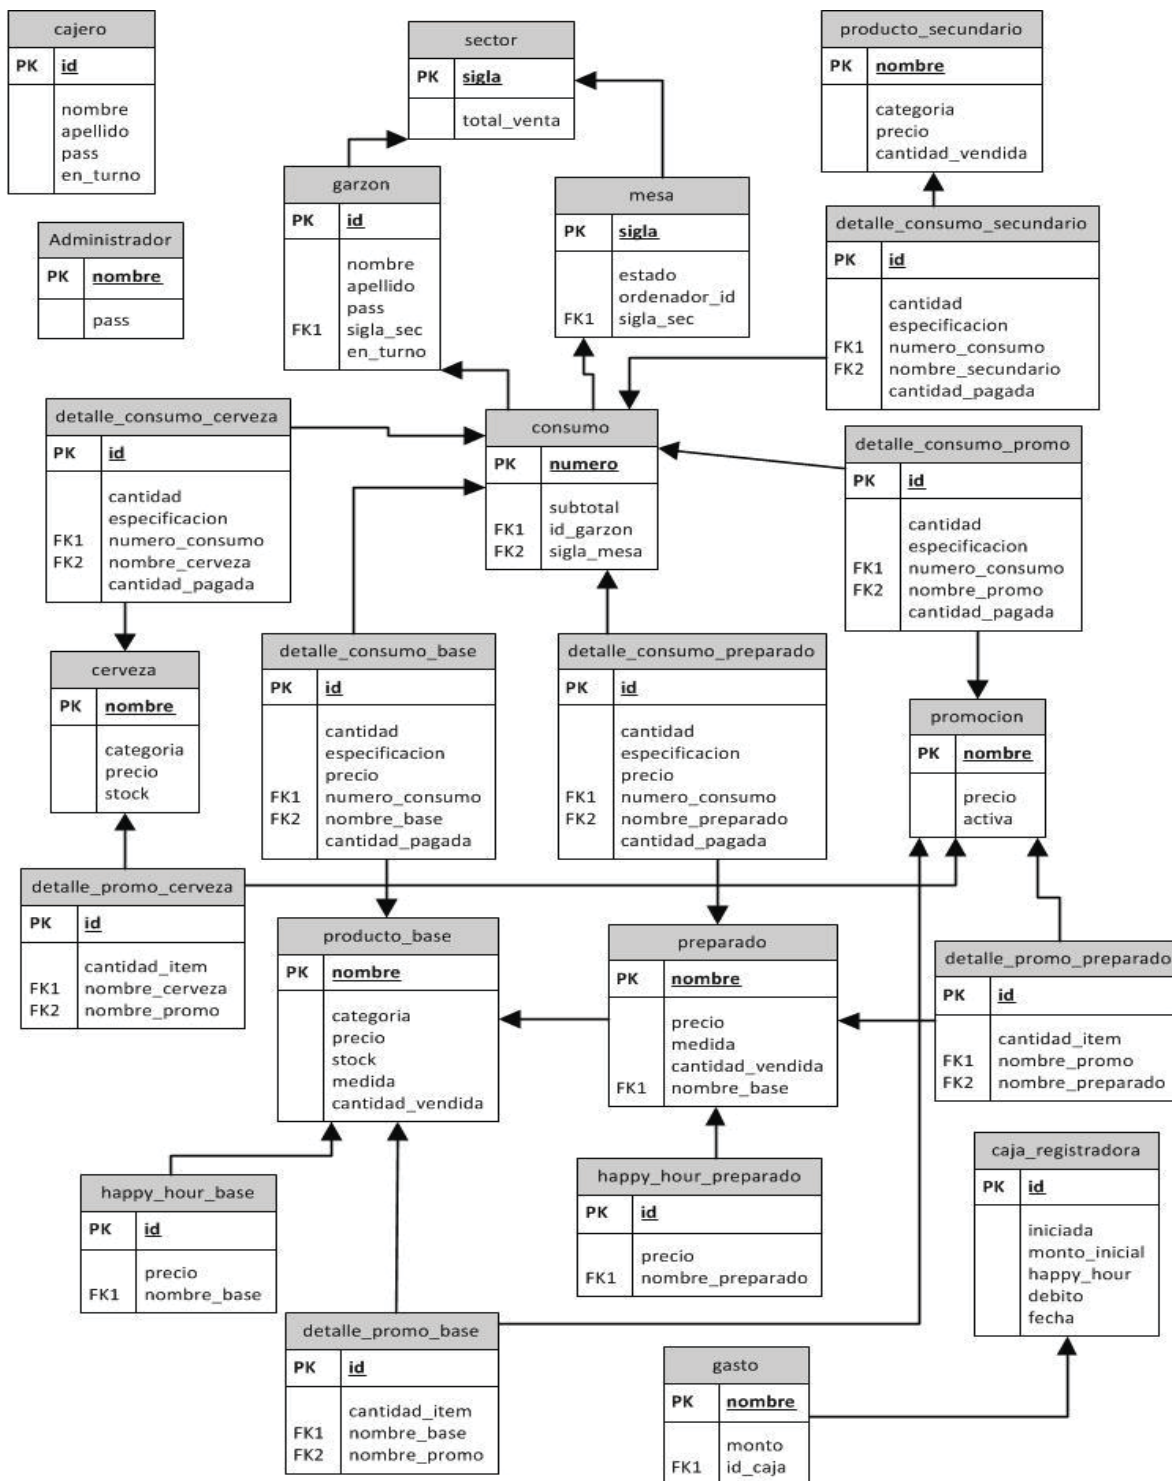 cajero
PK id
nombre
apellido
pass
en_turno
sector
PK sigla
total_venta
producto_secundario
PK nombre
categoria
precio
cantidad_vendida
Administrador
PK nombre
pass
garzon
PK id
nombre
apellido
pass
FK1 sigla_sec
en_turno
mesa
PK sigla
estado
ordenador_id
FK1 sigla_sec
detalle_consumo_secundario
PK id
cantidad
especificacion
FK1 numero_consumo
FK2 nombre_secundario
cantidad_pagada
detalle_consumo_cerveza
PK id
cantidad
especificacion
FK1 numero_consumo
FK2 nombre_cerveza
cantidad_pagada
consumo
PK numero
subtotal
FK1 id_garzon
FK2 sigla_mesa
detalle_consumo_promo
PK id
cantidad
especificacion
FK1 numero_consumo
FK2 nombre_promo
cantidad_pagada
cerveza
PK nombre
categoria
precio
stock
detalle_consumo_base
PK id
cantidad
especificacion
precio
FK1 numero_consumo
FK2 nombre_base
cantidad_pagada
detalle_consumo_preparado
PK id
cantidad
especificacion
precio
FK1 numero_consumo
FK2 nombre_preparado
cantidad_pagada
promocion
PK nombre
precio
activa
detalle_promo_cerveza
PK id
cantidad_item
FK1 nombre_cerveza
FK2 nombre_promo
producto_base
PK nombre
categoria
precio
stock
medida
cantidad_vendida
preparado
PK nombre
precio
medida
cantidad_vendida
FK1 nombre_base
detalle_promo_preparado
PK id
cantidad_item
FK1 nombre_promo
FK2 nombre_preparado
happy_hour_base
PK id
precio
FK1 nombre_base
happy_hour_preparado
PK id
precio
FK1 nombre_preparado
caja_registradora
PK id
iniciada
monto_inicial
happy_hour
debito
fecha
detalle_promo_base
PK id
cantidad_item
FK1 nombre_base
FK2 nombre_promo
gasto
PK nombre
monto
FK1 id_caja